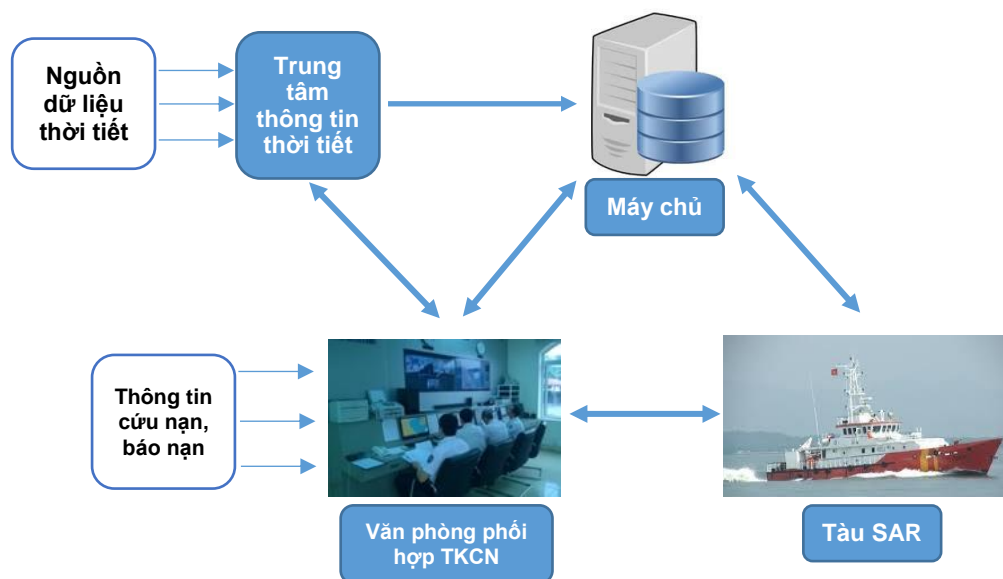 Nguồn
dữ liệu
thời tiết
Trung
tâm
thông tin
thời tiết
Máy chủ
Thông tin
cứu nạn,
báo nạn
Văn phòng phối
hợp TKCN
Tàu SAR